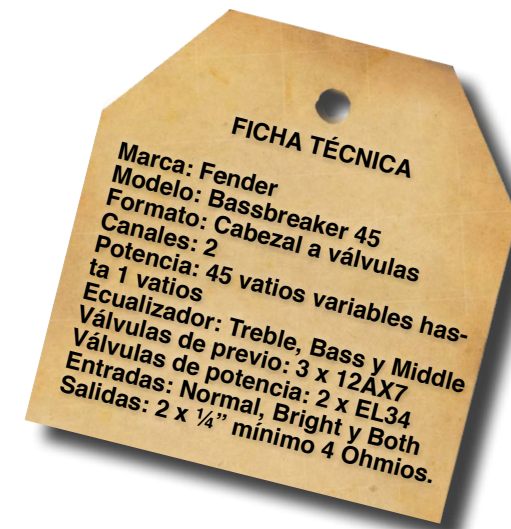 FICHA TÉCNICA
Marca: Fender
Modelo: Bassbreaker 45
Formato: Cabezal a válvulas
Canales: 2
Potencia: 45 vatios variables has-
ta 1 vatios
Ecualizador: Treble, Bass y Middle
Válvulas de previo: 3 x 12AX7
Válvulas de potencia: 2 x EL34
Entradas: Normal, Bright y Both
Salidas: 2 x ¼” mínimo 4 Ohmios.